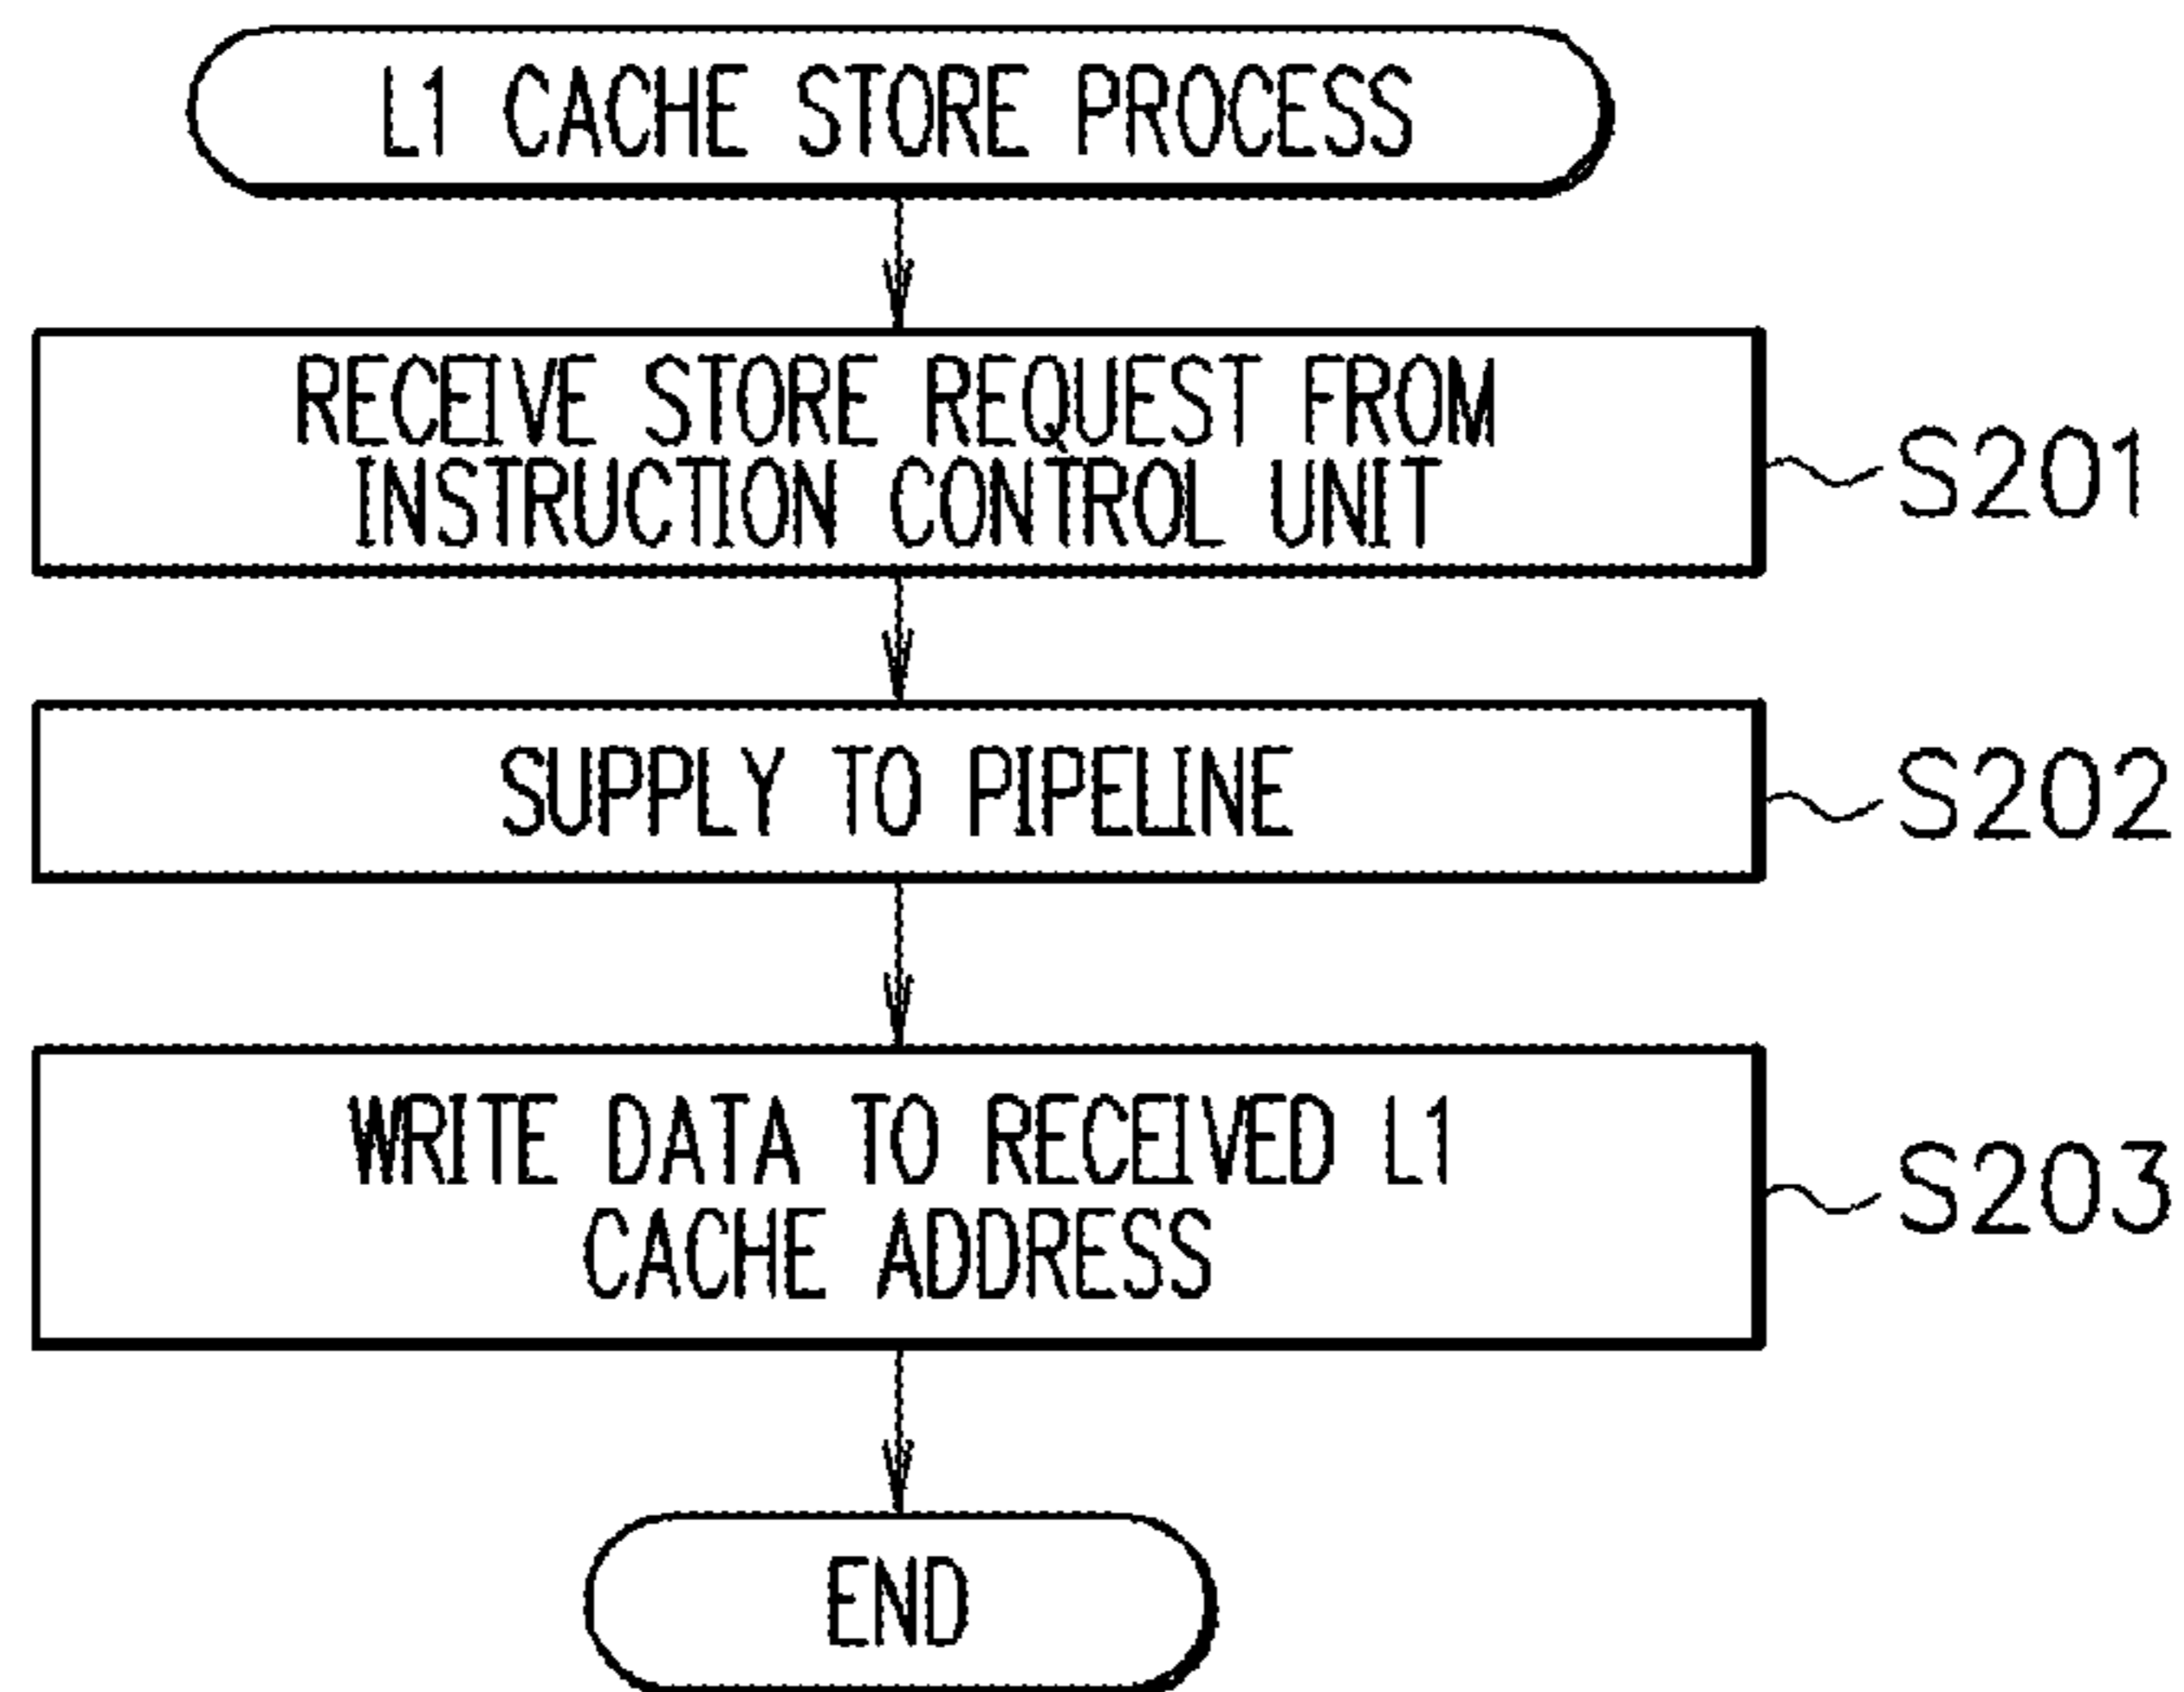 L1 CACHE STORE PROCESS
RECEIVE STORE REQUEST FROM
INSTRUCTION CONTROL UNIT
S201
SUPPLY TO PIPELINE
S202
WRITE DATA TO RECEIVED L1
CACHE ADDRESS
S203
END